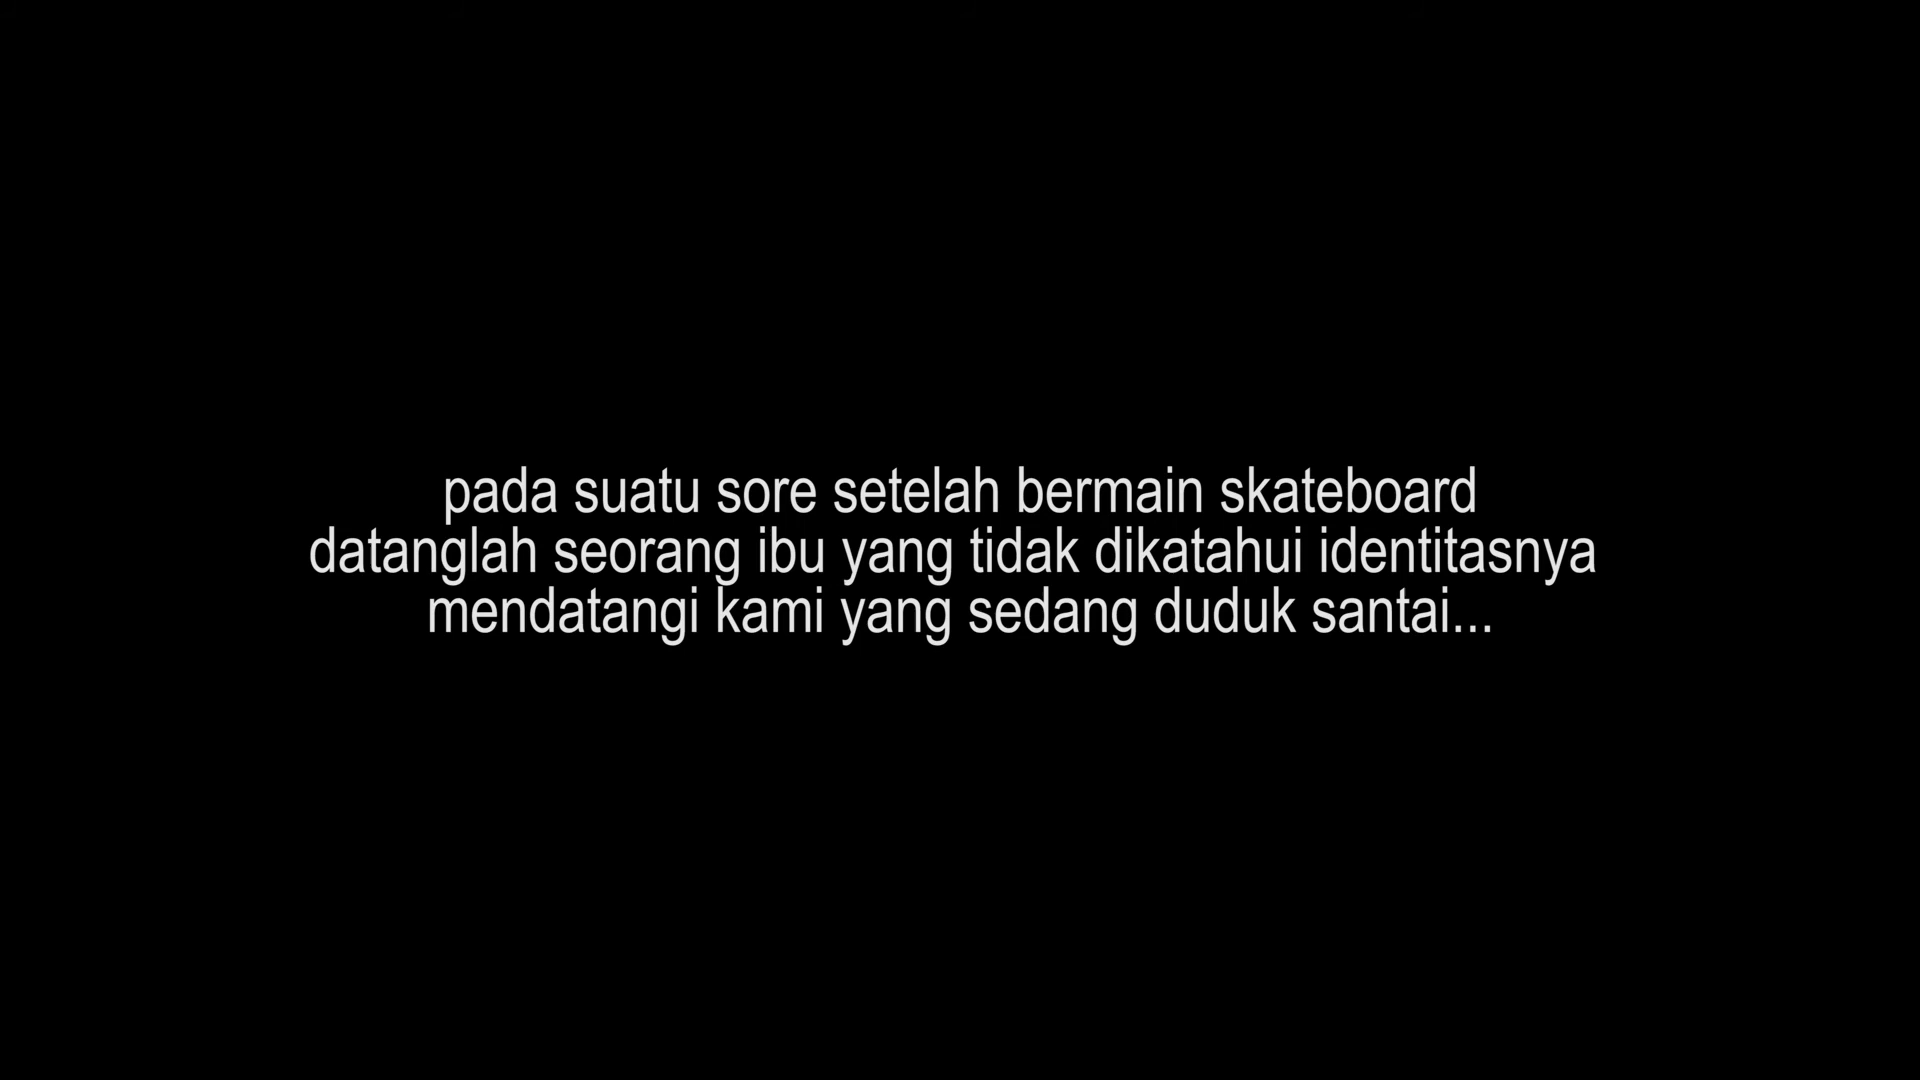 pada suatu sore setelah bermain skateboard
datanglah seorang ibu yang tidak dikatahui identitasnya
mendatangi kami yang sedang duduk santai...